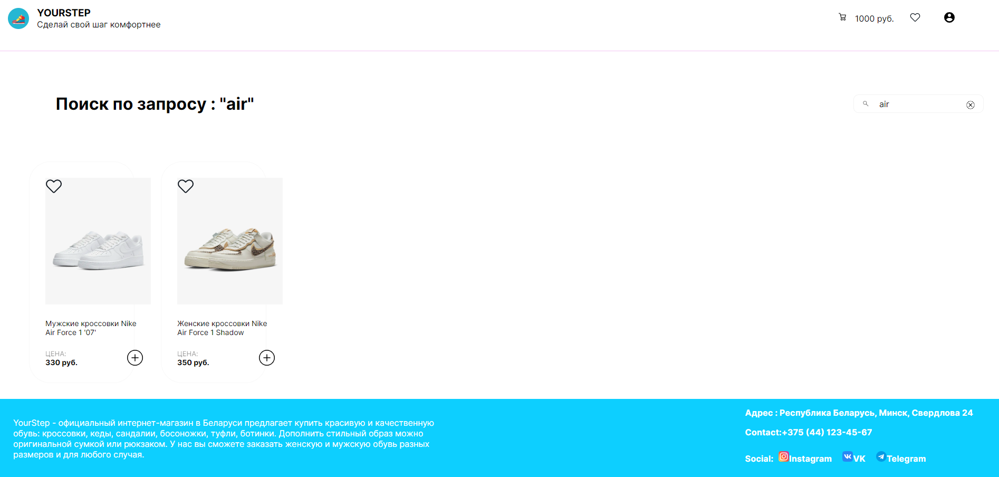 YOURSTEP
Сделай свой шаг комфортнее
1000 руб.
Поиск по запросу : "air"
air
Мужские кроссовки Nike
Air Force 1 '07'
ЦЕНА:
330 руб.
Женские кроссовки Nike
Air Force 1 Shadow
ЦЕНА:
350 руб.
YourStep - официальный интернет-магазин в Беларуси предлагает купить красивую и качественную
обувь: кроссовки, кеды, сандалии, босоножки, туфли, ботинки. Дополнить стильный образ можно
оригинальной сумкой или рюкзаком. У нас вы сможете заказать женскую и мужскую обувь разных
размеров и для любого случая.
Адрес : Республика Беларусь, Минск, Свердлова 24
Contact:+375 (44) 123-45-67
Social: Instagram VK Telegram